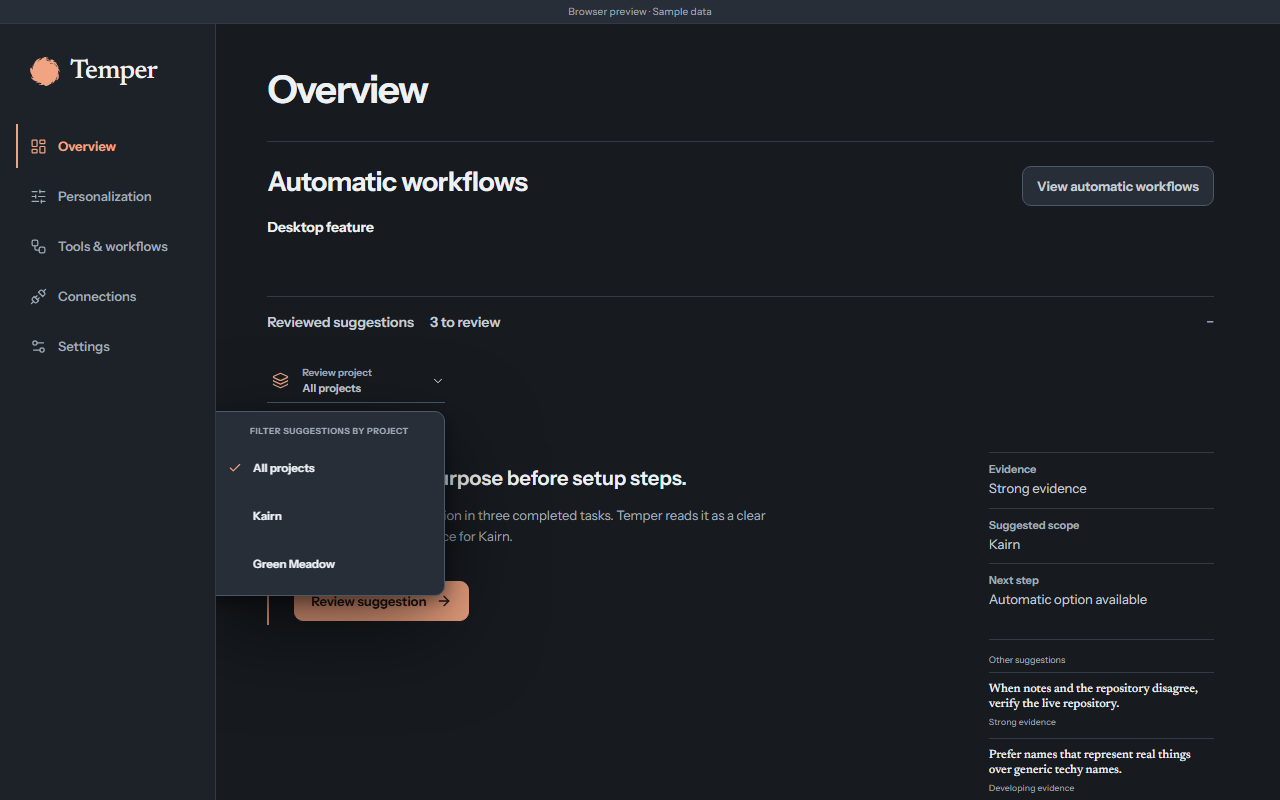 Browser preview · Sample data
Temper
Overview
Personalization
Tools & workflows
Connections
Settings
Overview
Automatic workflows
View automatic workflows
Desktop feature
Reviewed suggestions 3 to review
Review project
All projects
FILTER SUGGESTIONS BY PROJECT
All projects
Kairn
Green Meadow
before setup steps.
in three completed tasks. Temper reads it as a clear
for Kairn.
Review suggestion
Evidence
Strong evidence
Suggested scope
Kairn
Next step
Automatic option available
Other suggestions
When notes and the repository disagree,
verify the live repository.
Strong evidence
Prefer names that represent real things
over generic techy names.
Developing evidence